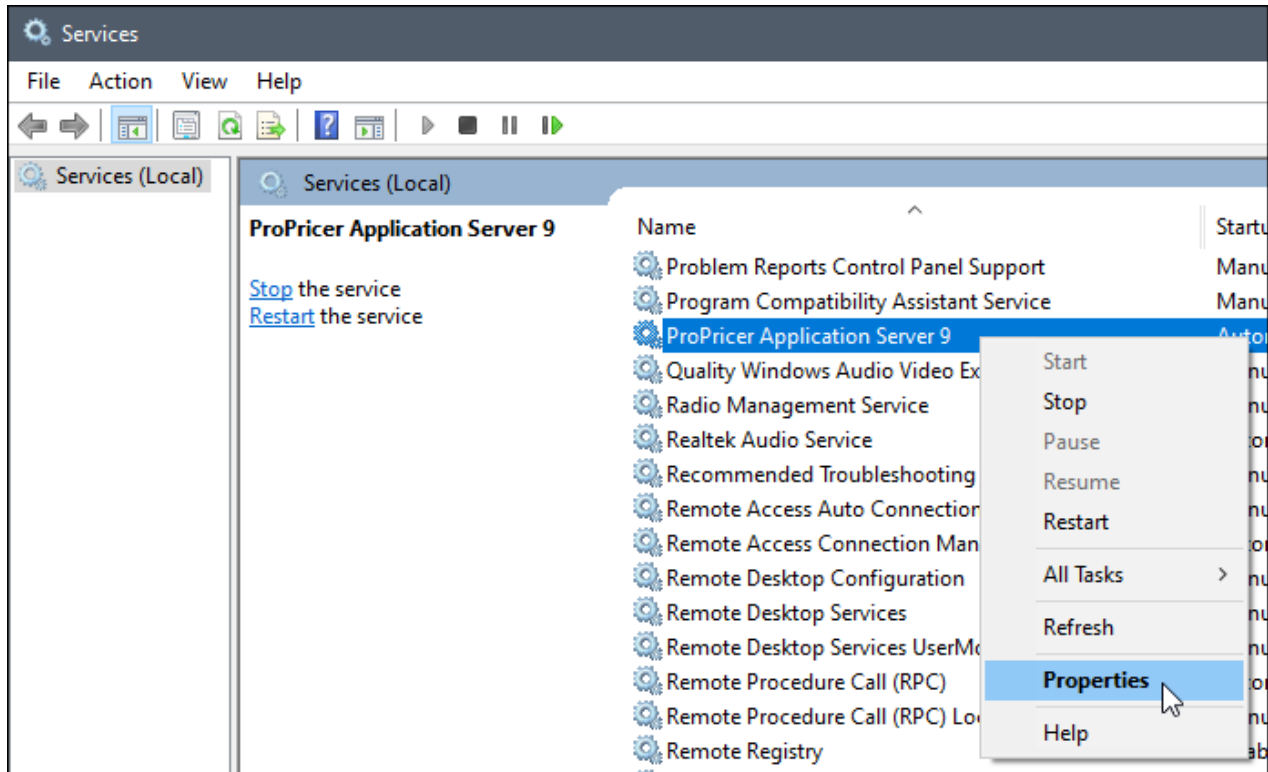 Services
File Action View Help
Services (Local)
Services (Local)
ProPricer Application Server 9
Stop the service
Restart the service
Name Startu
Problem Reports Control Panel Support Manu
Program Compatibility Assistant Service Manu
ProPricer Application Server 9 Autor
Quality Windows Audio Video Ex
Radio Management Service
Realtek Audio Service
Recommended Troubleshooting
Remote Access Auto Connection
Remote Access Connection Man
Remote Desktop Configuration
Remote Desktop Services
Remote Desktop Services UserMo
Remote Procedure Call (RPC)
Remote Procedure Call (RPC) Lo
Remote Registry
Start
Stop
Pause
Resume
Restart
All Tasks
Refresh
Properties
Help